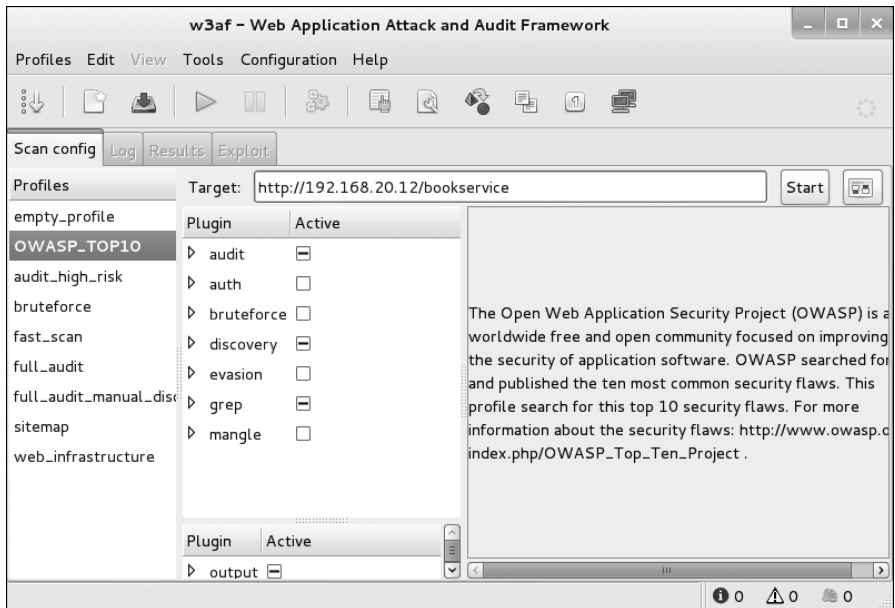 w3af - Web Application Attack and Audit Framework
Profiles Edit View Tools Configuration Help
Scan config Log Results Exploit
Profiles
empty_profile
OWASP_TOP10
audit_high_risk
bruteforce
fast_scan
full_audit
full_audit_manual_disc
sitemap
web_infrastructure
Target: http://192.168.20.12/bookservice Start
Plugin Active
audit
auth
bruteforce
discovery
evasion
grep
mangle
Plugin Active
output
The Open Web Application Security Project (OWASP) is a
worldwide free and open community focused on improving
the security of application software. OWASP searched for
and published the ten most common security flaws. This
profile search for this top 10 security flaws. For more
information about the security flaws: http://www.owasp.o
index.php/OWASP_Top_Ten_Project .
0 0 0